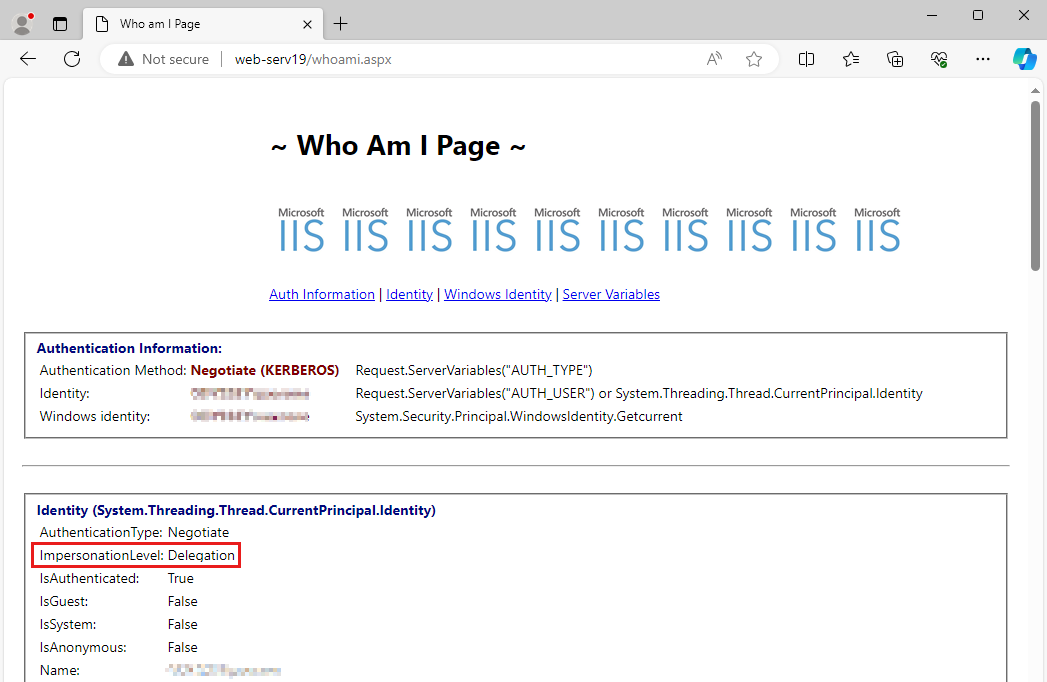 Who am I Page
Not secure
web-serv19/whoami.aspx
~ Who Am I Page ~
Microsoft Microsoft Microsoft Microsoft Microsoft Microsoft Microsoft Microsoft Microsoft Microsoft
IIS IIS IIS IIS IIS IIS IIS IIS IIS IIS
Auth Information | Identity | Windows Identity | Server Variables
Authentication Information:
Authentication Method: Negotiate (KERBEROS) Request.ServerVariables("AUTH_TYPE")
Identity: Request.ServerVariables("AUTH_USER") or System.Threading.Thread.CurrentPrincipal.Identity
Windows identity: System.Security.Principal.WindowsIdentity.Getcurrent
Identity (System.Threading.Thread.CurrentPrincipal.Identity)
AuthenticationType: Negotiate
ImpersonationLevel: Delegation
IsAuthenticated: True
IsGuest: False
IsSystem: False
IsAnonymous: False
Name: